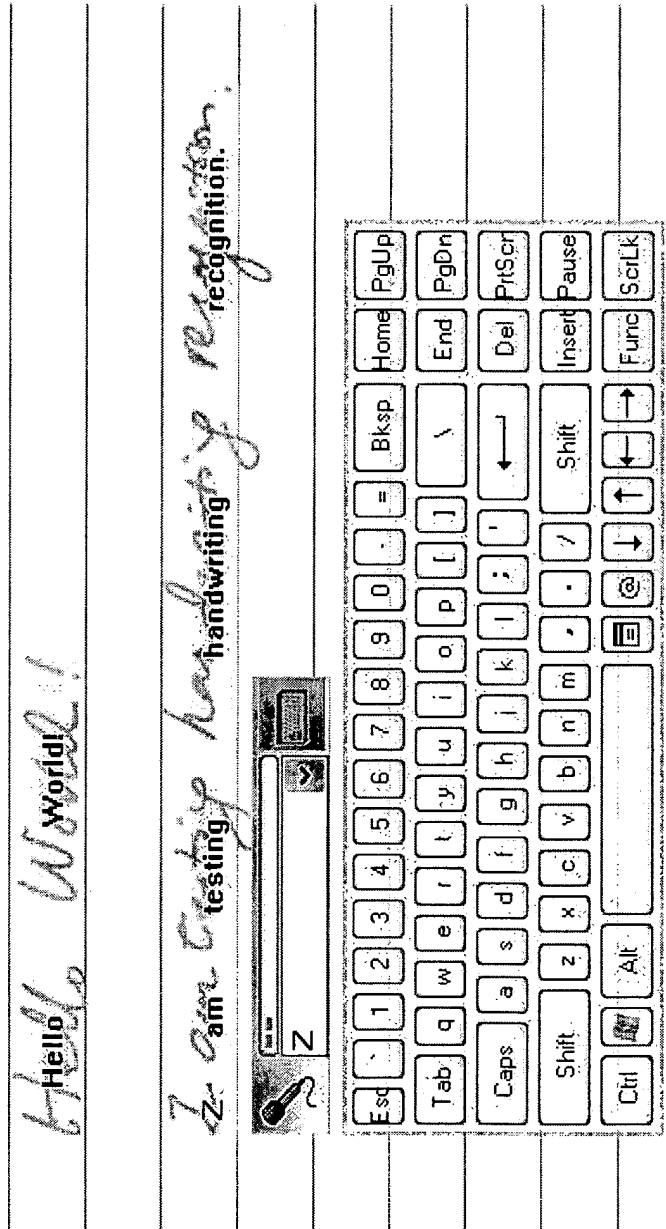 Hello, World!
Hello World!
I am testing handwriting recognition.
Z am testing handwriting recognition.
Z
Esc ` 1 2 3 4 5 6 7 8 9 0 - = Bksp Home PgUp
Tab q w e r t y u i o p [ ] \ End PgDn
Caps a s d f g h j k l ; ' Del PrtScr
Shift z x c v b n m , . / Shift Insert Pause
Ctrl Alt @ Func ScrLk